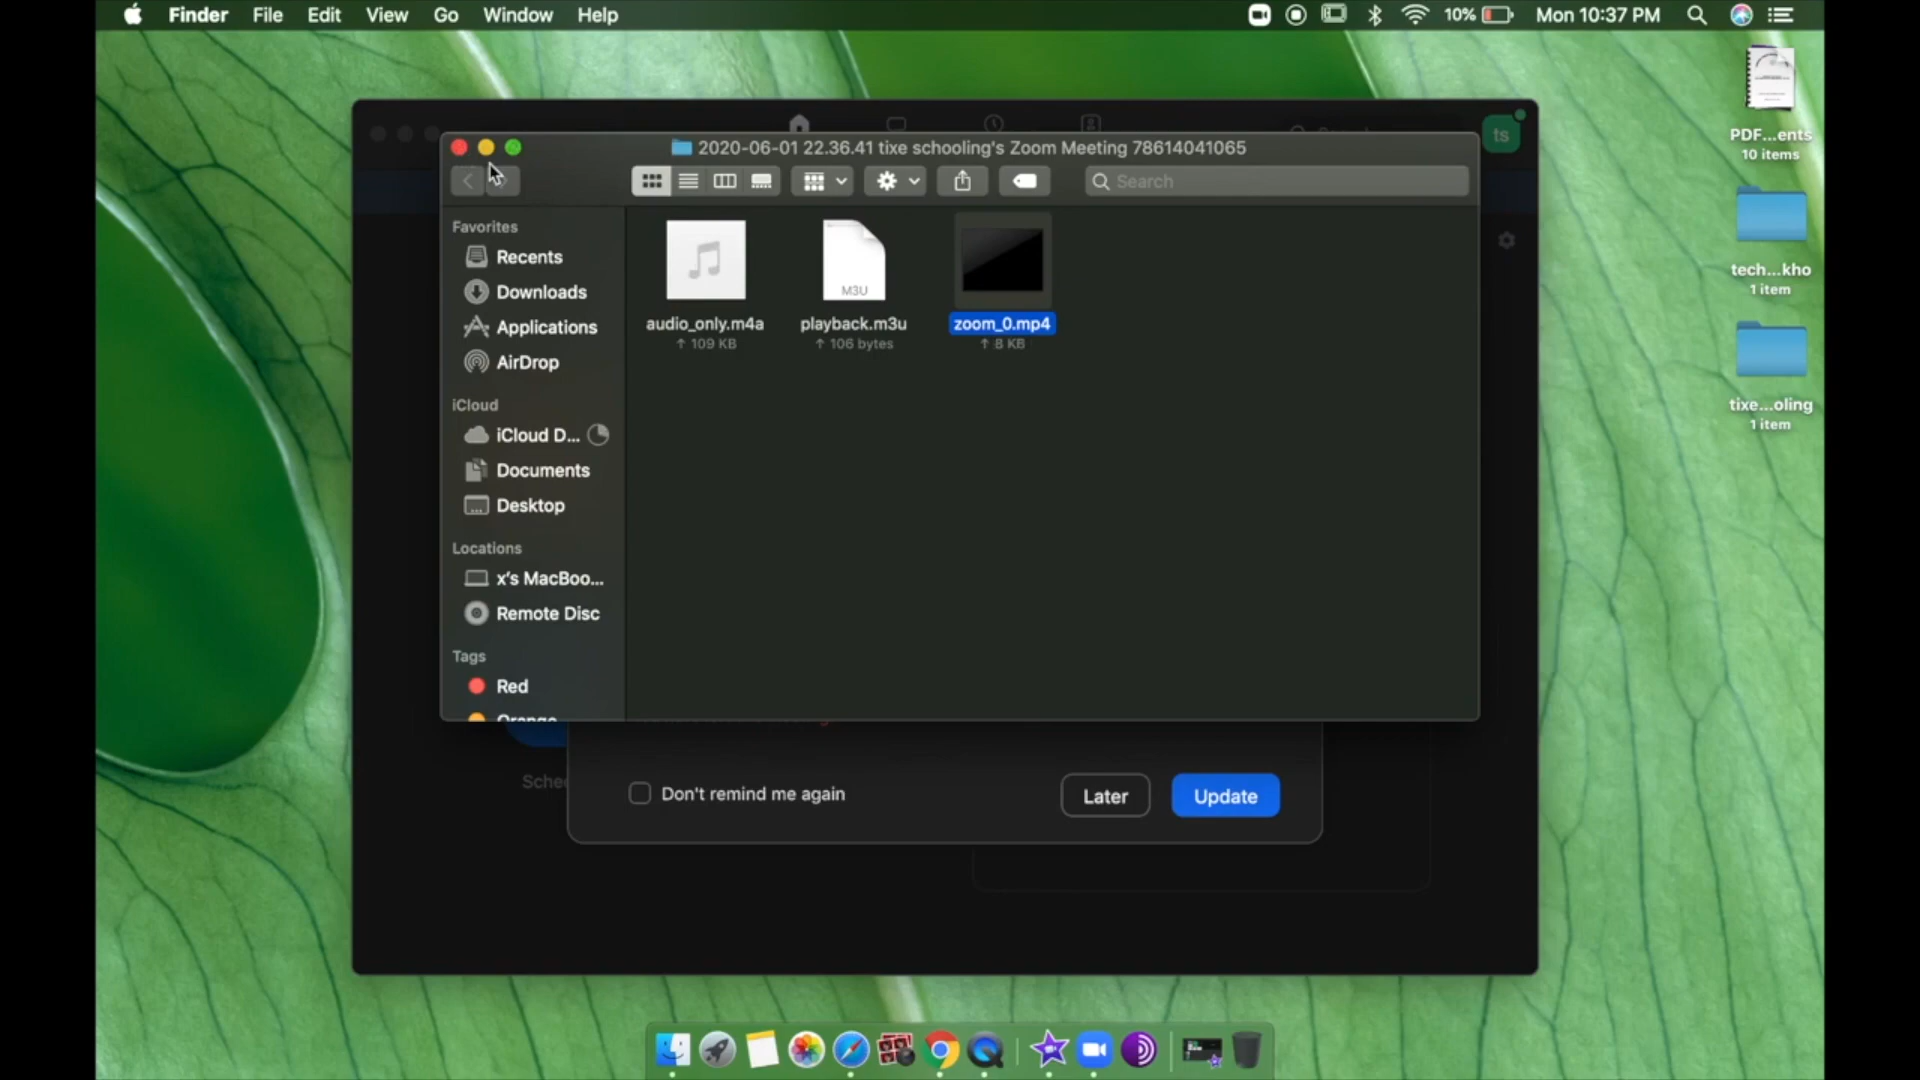 Finder File Edit View Go Window Help 10% Mon 10:37 PM
2020-06-01 22.36.41 tixe schooling's Zoom Meeting 78614041065
Search
ts
Favorites
Recents
Downloads
Applications
AirDrop
iCloud
iCloud D...
Documents
Desktop
Locations
x's MacBoo...
Remote Disc
Tags
Red
Orange
M3U
audio_only.m4a
↑ 109 KB
playback.m3u
↑ 106 bytes
zoom_0.mp4
↑ 8 KB
PDF...ents
10 items
tech...kho
1 item
tixe...oling
1 item
Sche
Don't remind me again
Later
Update